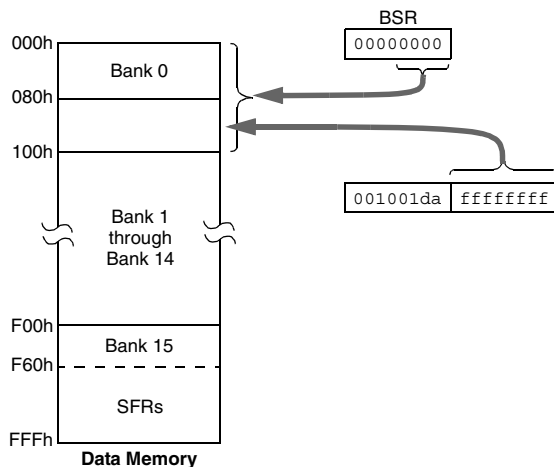 BSR
00000000
000h
Bank 0
080h
100h
001001da ffffffff
Bank 1
through
Bank 14
F00h
Bank 15
F60h
SFRs
FFFh
Data Memory